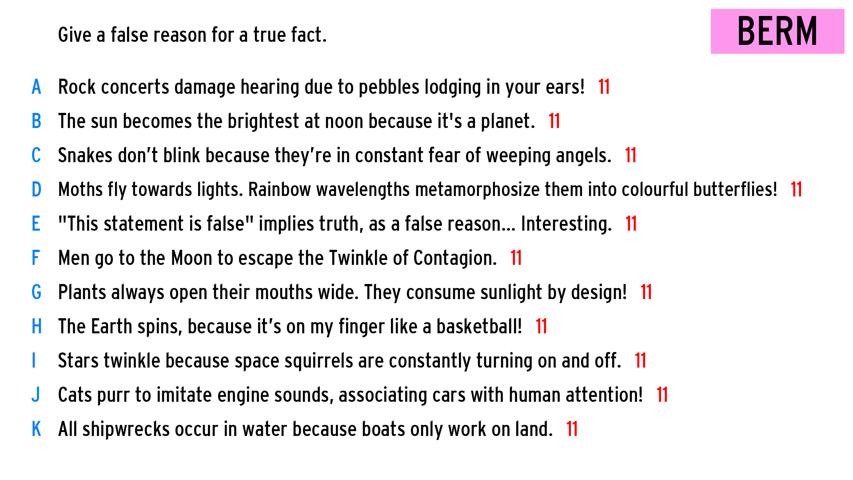 Give a false reason for a true fact.
BERM
A Rock concerts damage hearing due to pebbles lodging in your ears! 11
B The sun becomes the brightest at noon because it's a planet. 11
C Snakes don’t blink because they’re in constant fear of weeping angels. 11
D Moths fly towards lights. Rainbow wavelengths metamorphosize them into colourful butterflies! 11
E "This statement is false" implies truth, as a false reason... Interesting. 11
F Men go to the Moon to escape the Twinkle of Contagion. 11
G Plants always open their mouths wide. They consume sunlight by design! 11
H The Earth spins, because it’s on my finger like a basketball! 11
I Stars twinkle because space squirrels are constantly turning on and off. 11
J Cats purr to imitate engine sounds, associating cars with human attention! 11
K All shipwrecks occur in water because boats only work on land. 11